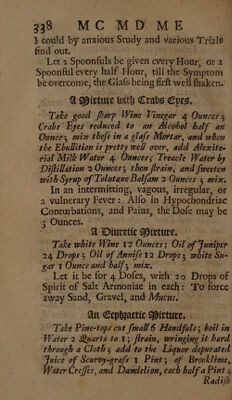 338 MC MD ME
I could by anxious Study and various Trials
find out.
Let 2 Spoonfuls be given every Hour, or a
Spoonful every half Hour, till the Symptom
be overcome, the Glass being first well shaken.
A Mixture with Crabs Eyes.
Take good sharp Wine Vinegar 4 Ounces;
Crabs Eyes reduced to an Alcohol half an
Ounce; mix these in a glass Mortar, and when
the Ebullition is pretty well over, add Alexite-
rial Milk Water 4 Ounces; Treacle Water by
Distillation 2 Ounces; then strain, and sweeten
with Syrup of Tolutane Balsam 2 Ounces; mix.
In an intermitting, vagous, irregular, or
a vulnerary Fever: Also in Hypochondriac
Conturbations, and Pains, the Dose may be
3 Ounces.
A Diuretic Mixture.
Take white Wine 12 Ounces; Oil of Juniper
24 Drops; Oil of Annise 12 Drops; white Su-
gar 1 Ounce and half; mix.
Let it be for 4 Doses, with 20 Drops of
Spirit of Salt Armoniac in each: To force
away Sand, Gravel, and Mucus.
An Ecphractic Mixture.
Take Pine-tops cut small 6 Handfuls; boil in
Water 2 Quarts to 1; strain, wringing it hard
through a Cloth; add to the Liquor depurated
Juice of Scurvy-grass 1 Pint; of Brooklime,
Water Cresses, and Dandelion, each half a Pint;
Radish